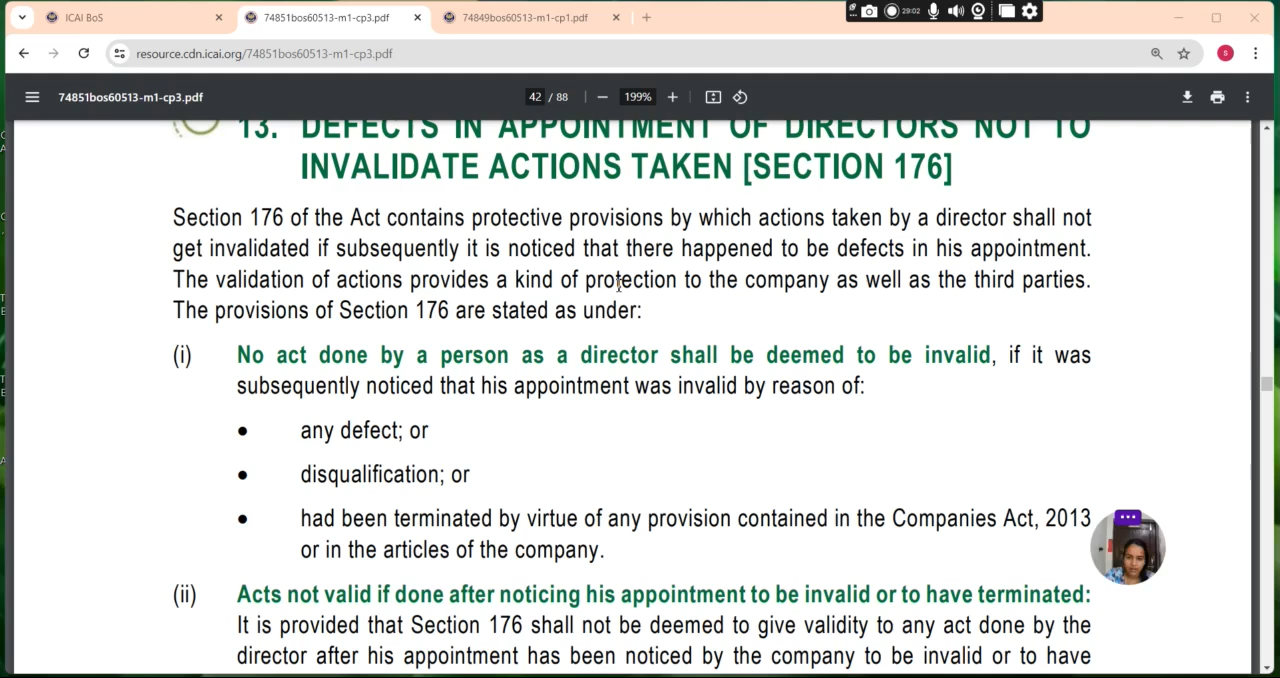 ICAI BoS
74851bos60513-m1-cp3.pdf
74849bos60513-m1-cp1.pdf
29:02
resource.cdn.icai.org/74851bos60513-m1-cp3.pdf
S
74851bos60513-m1-cp3.pdf
42 / 88
199%
13. DEFECTS IN APPOINTMENT OF DIRECTORS NOT TO
INVALIDATE ACTIONS TAKEN [SECTION 176]
Section 176 of the Act contains protective provisions by which actions taken by a director shall not
get invalidated if subsequently it is noticed that there happened to be defects in his appointment.
The validation of actions provides a kind of protection to the company as well as the third parties.
The provisions of Section 176 are stated as under:
(i) No act done by a person as a director shall be deemed to be invalid, if it was
subsequently noticed that his appointment was invalid by reason of:
• any defect; or
• disqualification; or
• had been terminated by virtue of any provision contained in the Companies Act, 2013
or in the articles of the company.
(ii) Acts not valid if done after noticing his appointment to be invalid or to have terminated:
It is provided that Section 176 shall not be deemed to give validity to any act done by the
director after his appointment has been noticed by the company to be invalid or to have